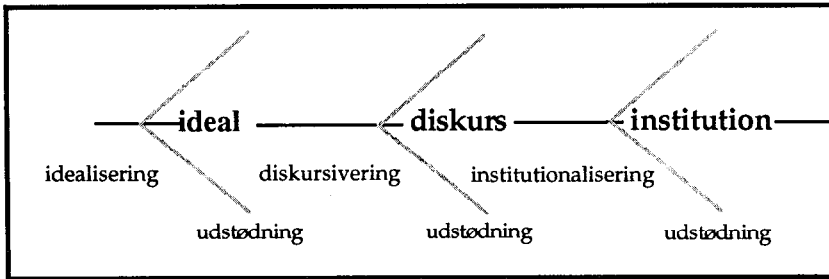 ideal diskurs institution
idealisering diskursivering institutionalisering
udstødning udstødning udstødning